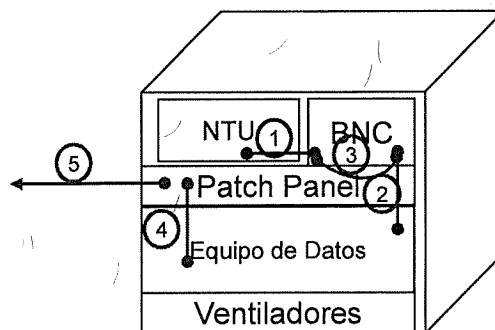 NTU
BNC
1
3
5
Patch Panel
2
4
Equipo de Datos
Ventiladores